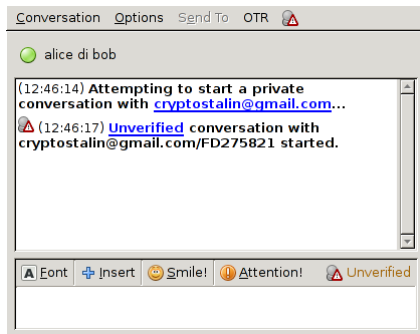 Conversation Options Send To OTR
alice di bob
(12:46:14) Attempting to start a private
conversation with cryptostalin@gmail.com...
(12:46:17) Unverified conversation with
cryptostalin@gmail.com/FD275821 started.
A Font Insert Smile! Attention! Unverified